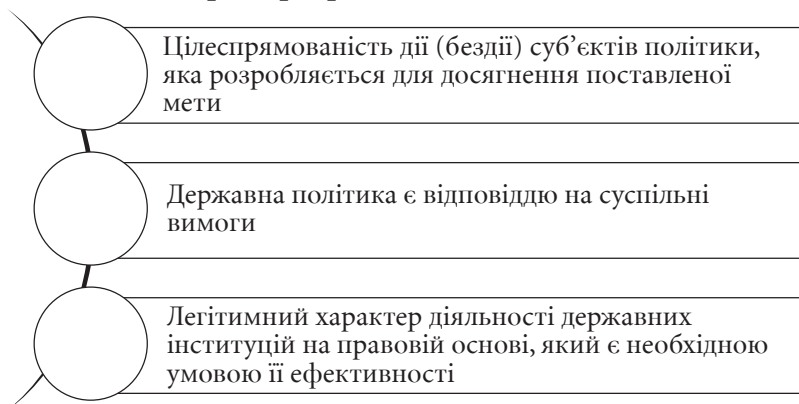 Цілеспрямованість дії (бездії) суб’єктів політики,
яка розробляється для досягнення поставленої
мети
Державна політика є відповіддю на суспільні
вимоги
Легітимний характер діяльності державних
інституцій на правовій основі, який є необхідною
умовою її ефективності